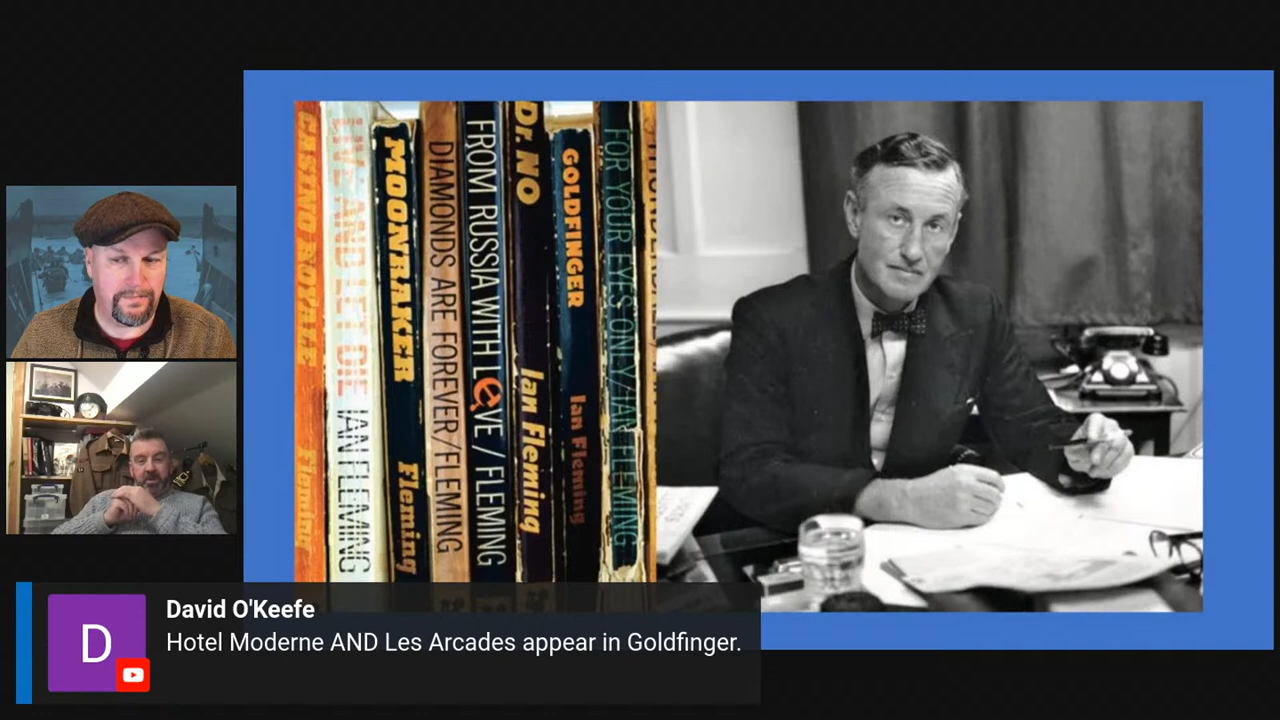 CASINO ROYALE Fleming
LIVE AND LET DIE IAN FLEMING
MOONRAKER Fleming
DIAMONDS ARE FOREVER/FLEMING
FROM RUSSIA WITH LOVE / FLEMING
Dr. NO Ian Fleming
GOLDFINGER Ian Fleming
FOR YOUR EYES ONLY/IAN FLEMING
D
David O'Keefe
Hotel Moderne AND Les Arcades appear in Goldfinger.